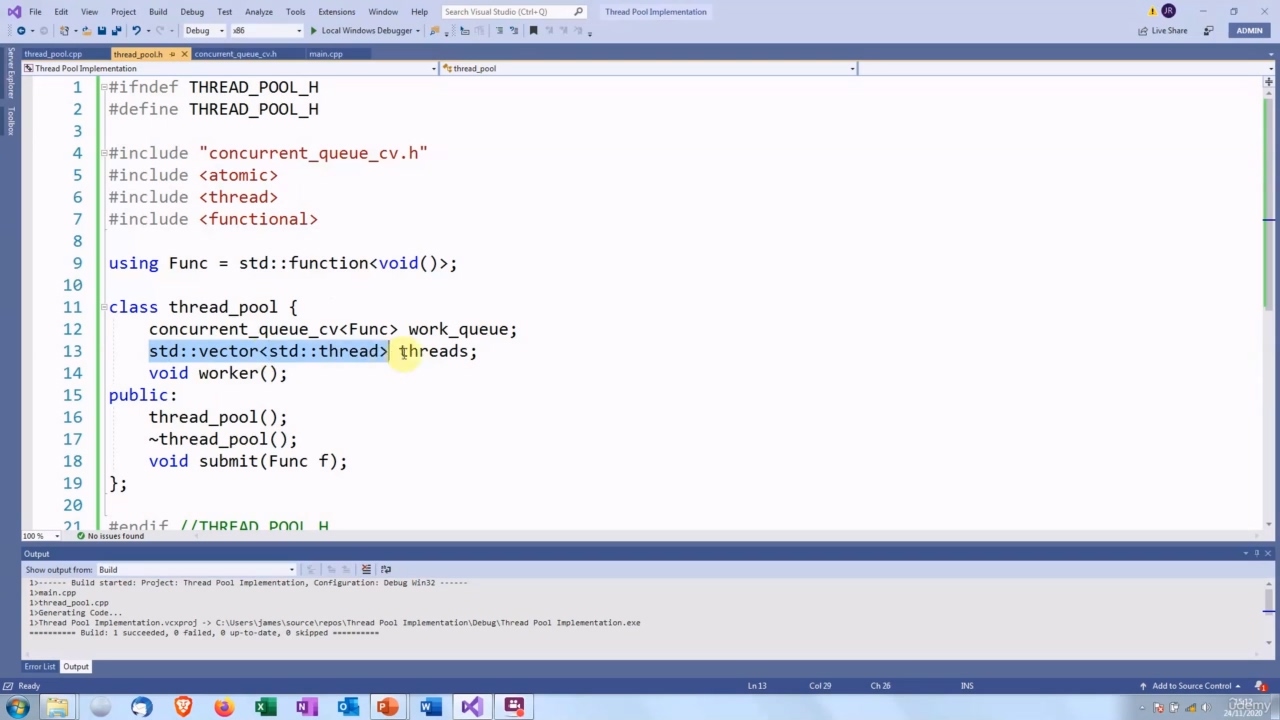 File Edit View Project Build Debug Test Analyze Tools Extensions Window Help Search Visual Studio (Ctrl+Q) Thread Pool Implementation JR
Debug x86 Local Windows Debugger Live Share ADMIN
Server Explorer
Toolbox
thread_pool.cpp thread_pool.h concurrent_queue_cv.h main.cpp
Thread Pool Implementation thread_pool
1 #ifndef THREAD_POOL_H
2 #define THREAD_POOL_H
3
4 #include "concurrent_queue_cv.h"
5 #include <atomic>
6 #include <thread>
7 #include <functional>
8
9 using Func = std::function<void()>;
10
11 class thread_pool {
12 concurrent_queue_cv<Func> work_queue;
13 std::vector<std::thread> threads;
14 void worker();
15 public:
16 thread_pool();
17 ~thread_pool();
18 void submit(Func f);
19 };
20
21 #endif //THREAD_POOL_H
100 % No issues found
Output
Show output from: Build
1>------ Build started: Project: Thread Pool Implementation, Configuration: Debug Win32 ------
1>main.cpp
1>thread_pool.cpp
1>Generating Code...
1>Thread Pool Implementation.vcxproj -> C:\Users\james\source\repos\Thread Pool Implementation\Debug\Thread Pool Implementation.exe
========== Build: 1 succeeded, 0 failed, 0 up-to-date, 0 skipped ==========
Error List Output
Ready Ln 13 Col 29 Ch 26 INS Add to Source Control 1
udemy
24/11/2020